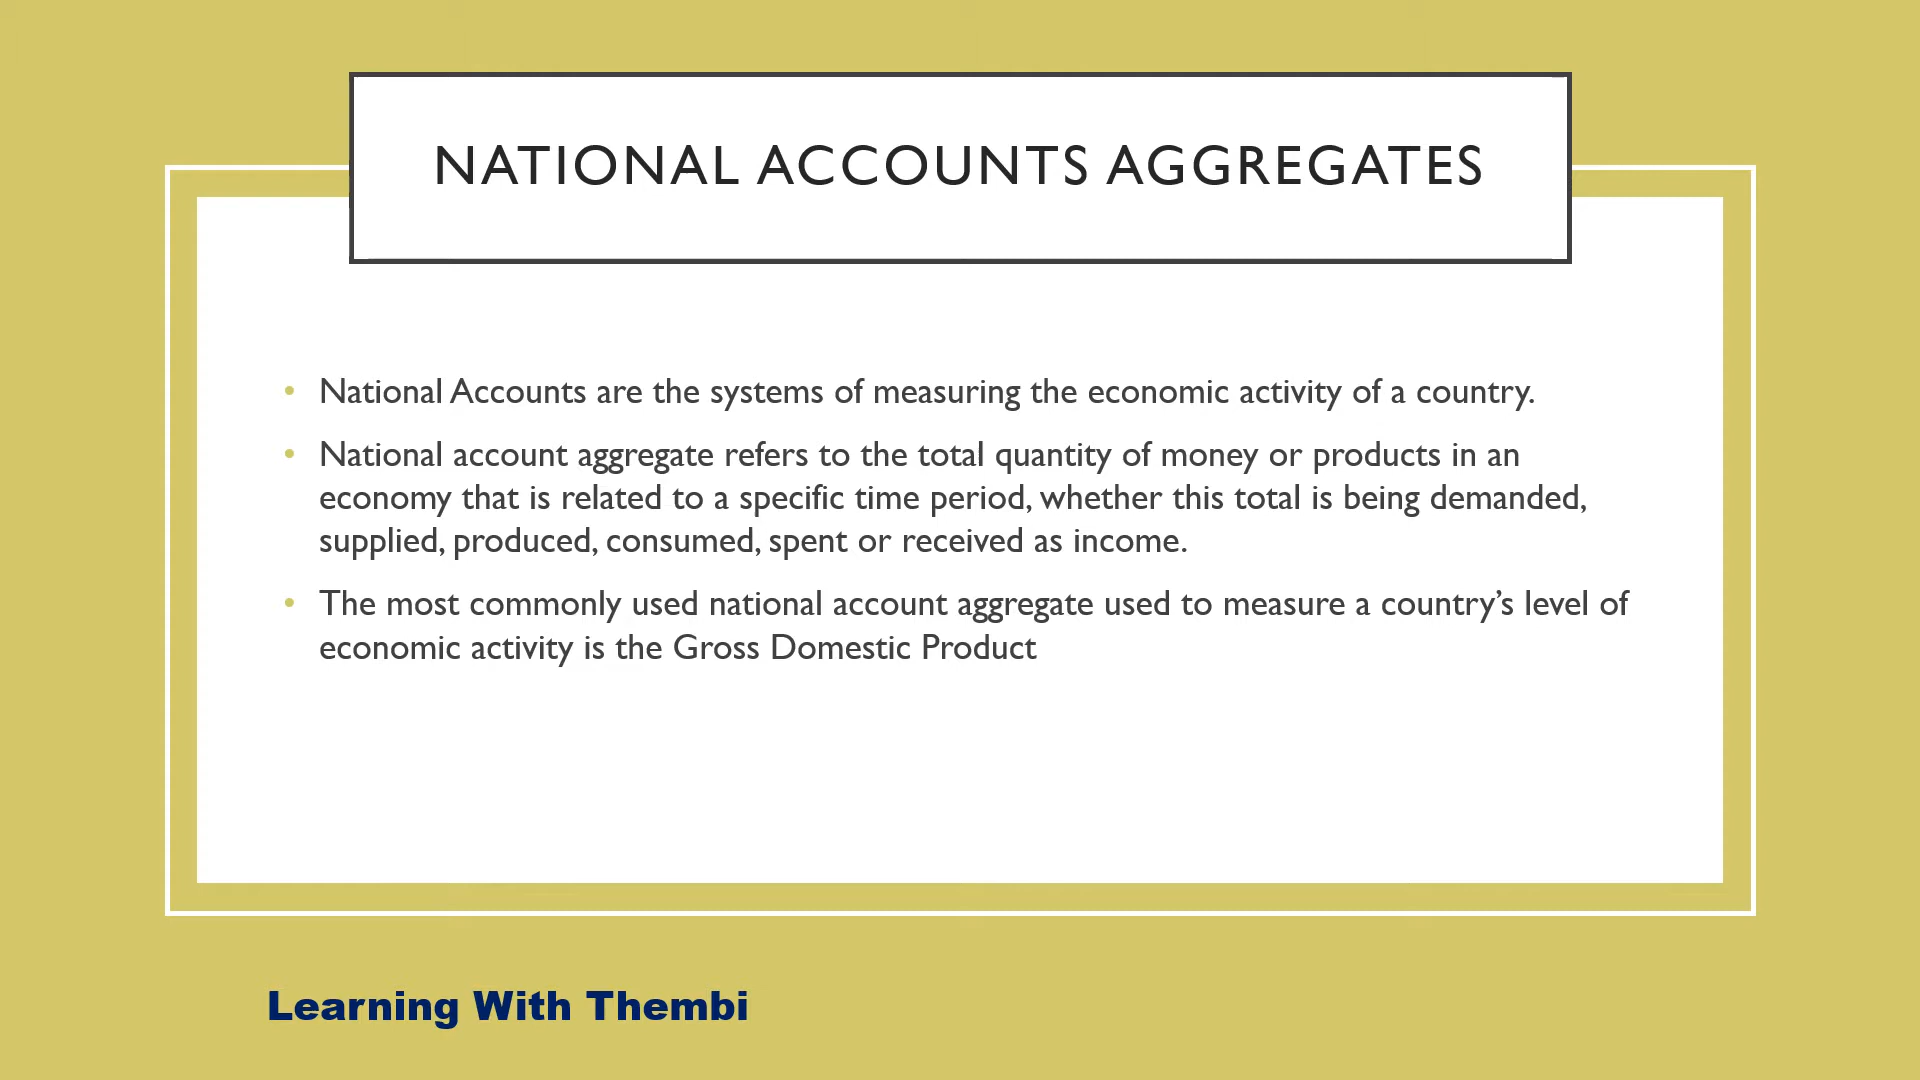 NATIONAL ACCOUNTS AGGREGATES
• National Accounts are the systems of measuring the economic activity of a country.
• National account aggregate refers to the total quantity of money or products in an
economy that is related to a specific time period, whether this total is being demanded,
supplied, produced, consumed, spent or received as income.
• The most commonly used national account aggregate used to measure a country’s level of
economic activity is the Gross Domestic Product
Learning With Thembi